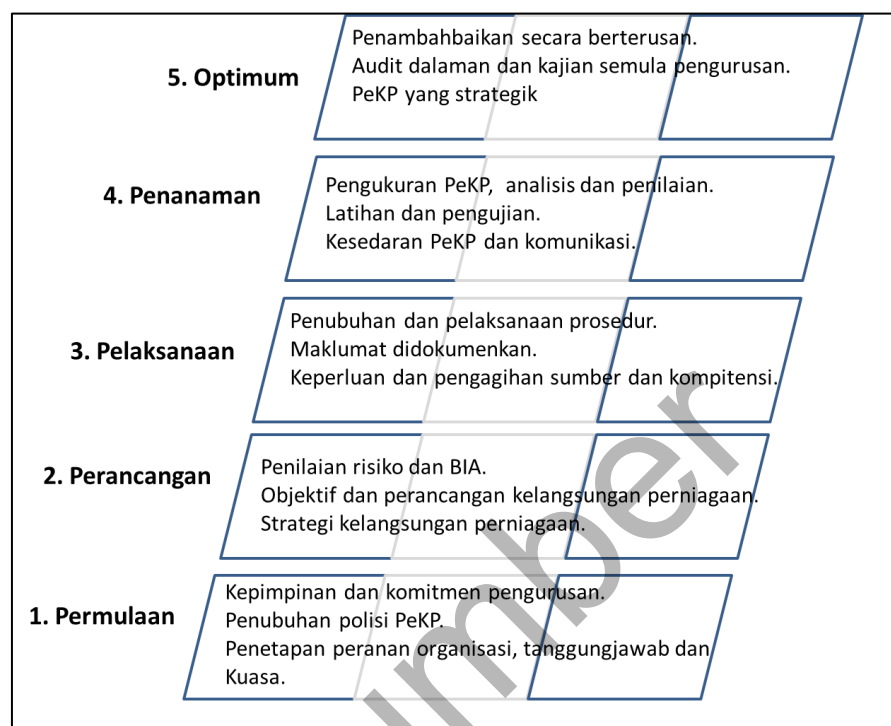 5. Optimum
Penambahbaikan secara berterusan.
Audit dalaman dan kajian semula pengurusan.
PeKP yang strategik
4. Penanaman
Pengukuran PeKP, analisis dan penilaian.
Latihan dan pengujian.
Kesedaran PeKP dan komunikasi.
3. Pelaksanaan
Penubuhan dan pelaksanaan prosedur.
Maklumat didokumenkan.
Keperluan dan pengagihan sumber dan kompitensi.
2. Perancangan
Penilaian risiko dan BIA.
Objektif dan perancangan kelangsungan perniagaan.
Strategi kelangsungan perniagaan.
1. Permulaan
Kepimpinan dan komitmen pengurusan.
Penubuhan polisi PeKP.
Penetapan peranan organisasi, tanggungjawab dan
Kuasa.
umber